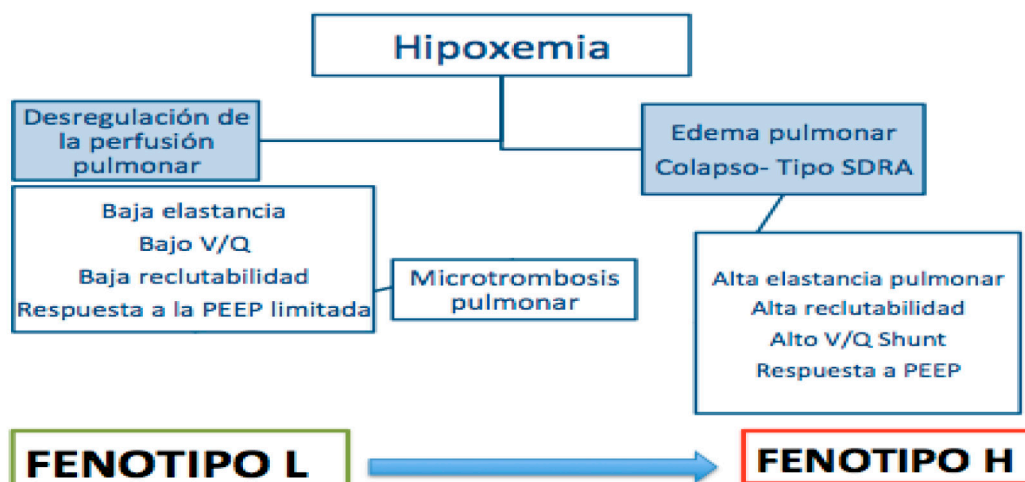 Hipoxemia
Desregulación de
la perfusión
pulmonar
Edema pulmonar
Colapso- Tipo SDRA
Baja elastancia
Bajo V/Q
Baja reclutabilidad
Respuesta a la PEEP limitada
Microtrombosis
pulmonar
Alta elastancia pulmonar
Alta reclutabilidad
Alto V/Q Shunt
Respuesta a PEEP
FENOTIPO L
FENOTIPO H